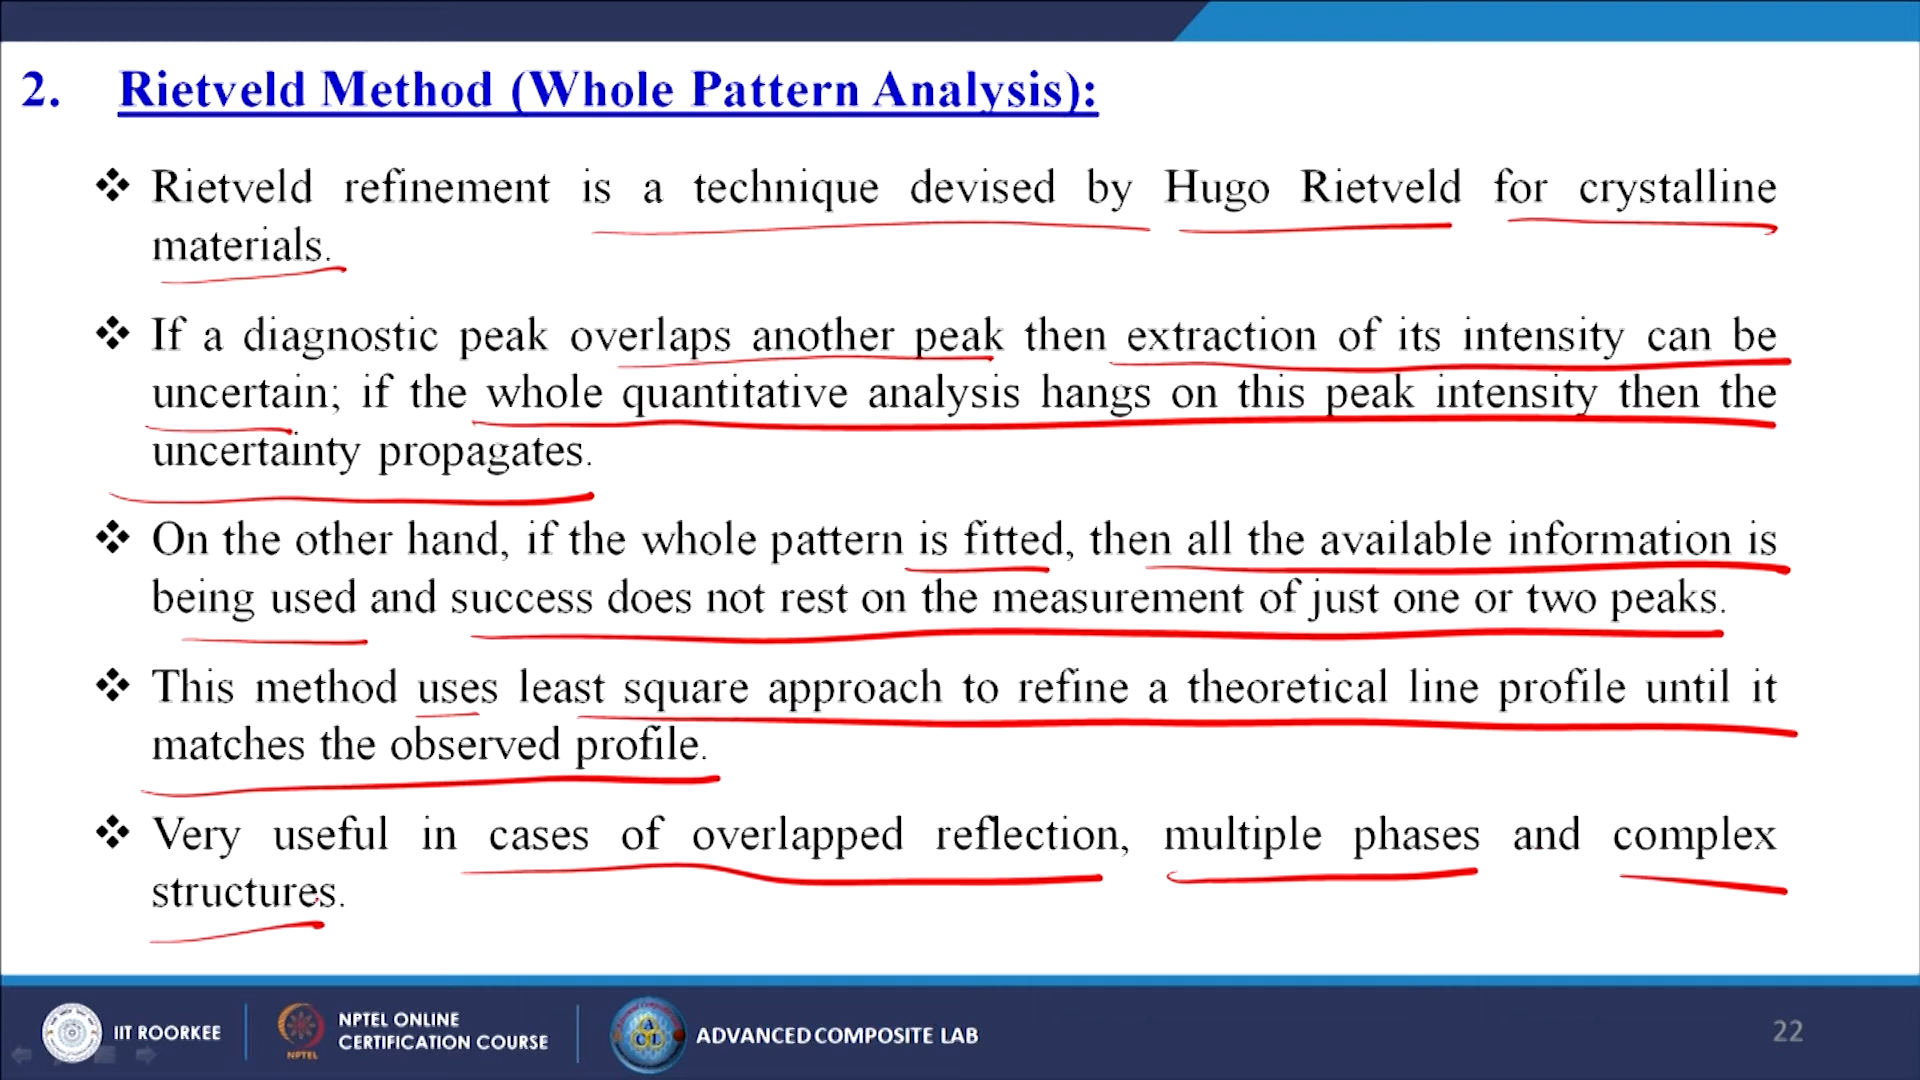 2. Rietveld Method (Whole Pattern Analysis):
❖ Rietveld refinement is a technique devised by Hugo Rietveld for crystalline
materials.
❖ If a diagnostic peak overlaps another peak then extraction of its intensity can be
uncertain; if the whole quantitative analysis hangs on this peak intensity then the
uncertainty propagates.
❖ On the other hand, if the whole pattern is fitted, then all the available information is
being used and success does not rest on the measurement of just one or two peaks.
❖ This method uses least square approach to refine a theoretical line profile until it
matches the observed profile.
❖ Very useful in cases of overlapped reflection, multiple phases and complex
structures.
IIT ROORKEE
NPTEL
NPTEL ONLINE
CERTIFICATION COURSE
ADVANCED COMPOSITE LAB
22